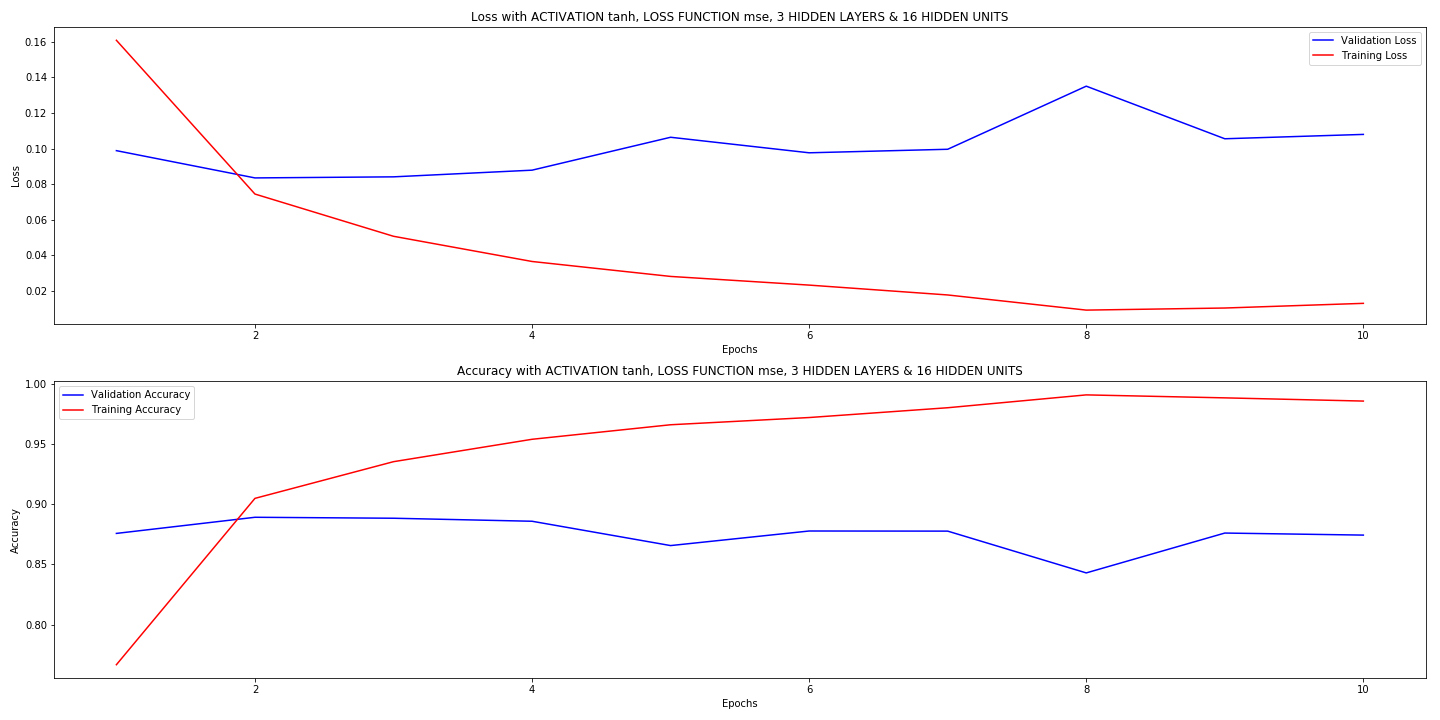 Loss with ACTIVATION tanh, LOSS FUNCTION mse, 3 HIDDEN LAYERS & 16 HIDDEN UNITS
Validation Loss
Training Loss
0.16
0.14
0.12
0.10
0.08
0.06
0.04
0.02
Loss
2 4 6 8 10
Epochs
Accuracy with ACTIVATION tanh, LOSS FUNCTION mse, 3 HIDDEN LAYERS & 16 HIDDEN UNITS
Validation Accuracy
Training Accuracy
1.00
0.95
0.90
0.85
0.80
Accuracy
2 4 6 8 10
Epochs